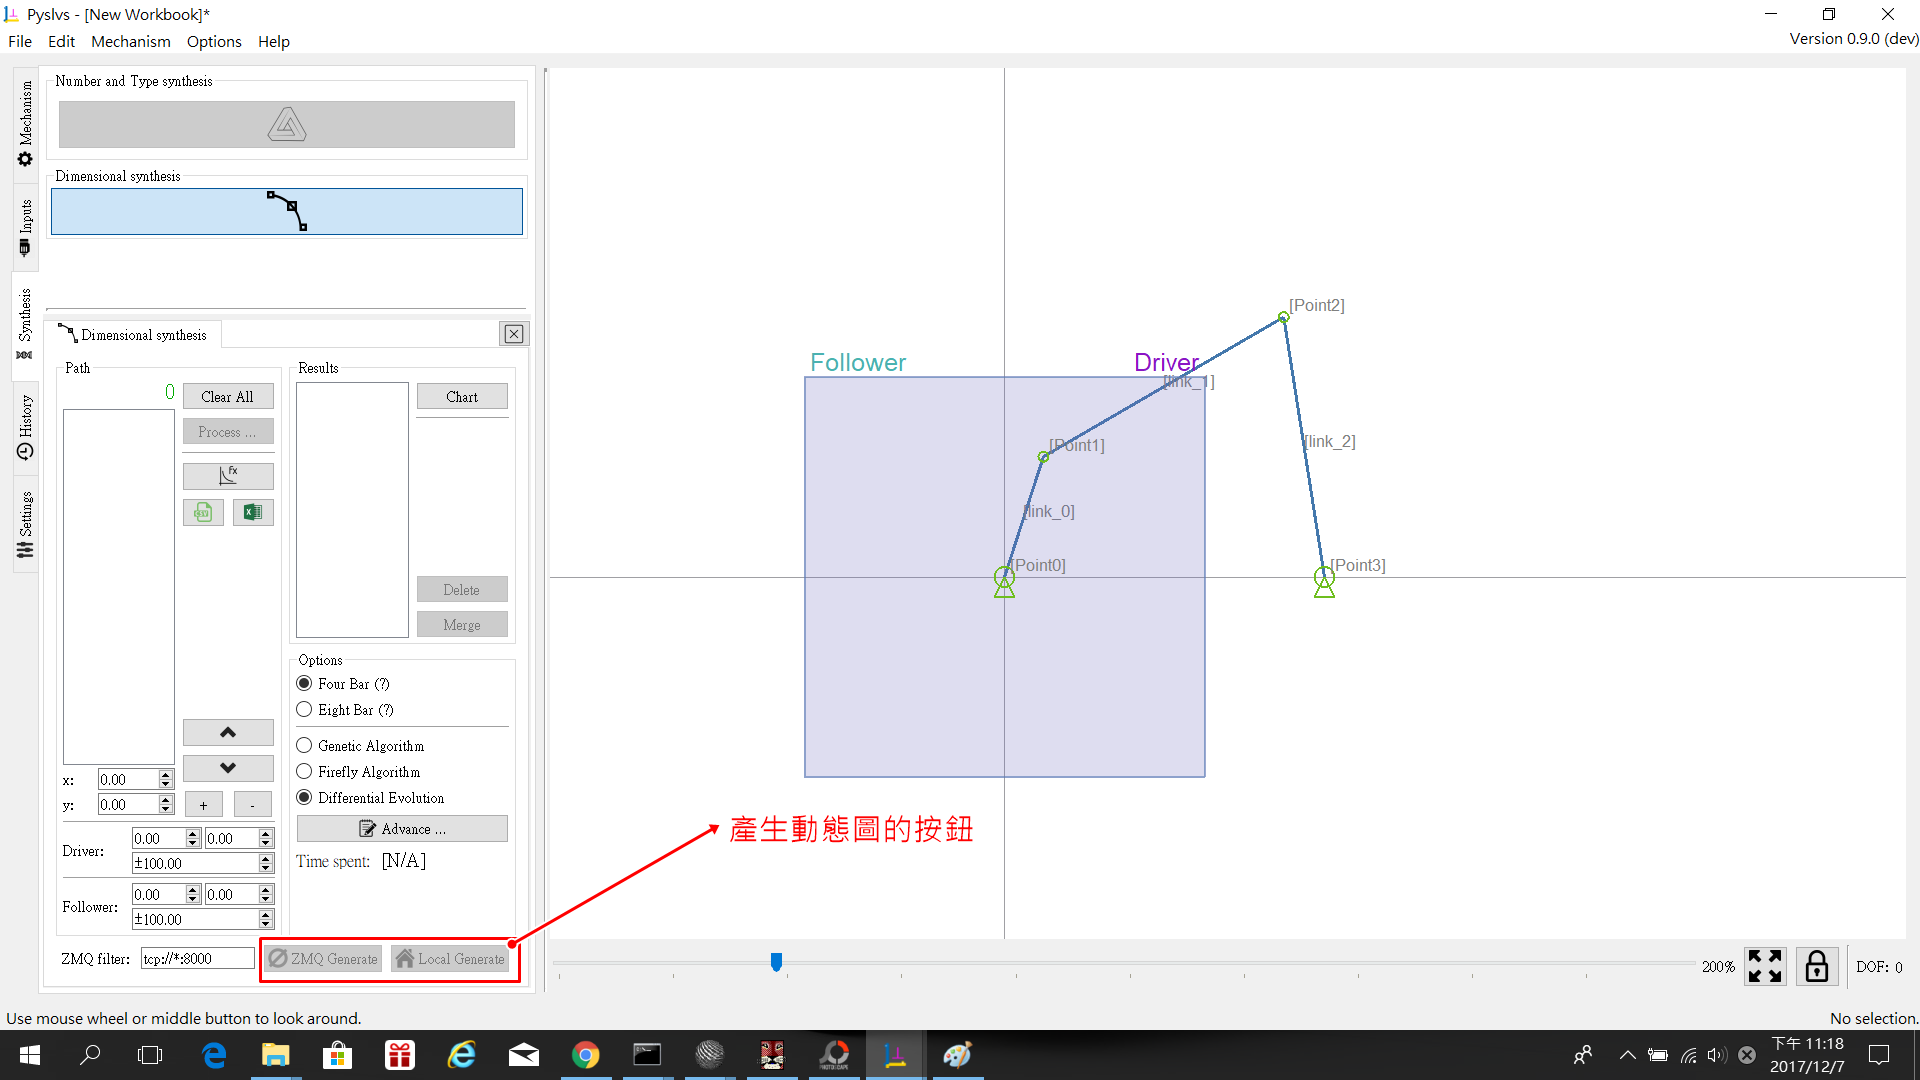 Pyslvs - [New Workbook]*
File Edit Mechanism Options Help
Version 0.9.0 (dev)
Mechanism
Inputs
Synthesis
History
Settings
Number and Type synthesis
Dimensional synthesis
Dimensional synthesis
Path
0
Clear All
Process ...
fx
CSV
x: 0.00
y: 0.00
+ -
Driver: 0.00 0.00
±100.00
Follower: 0.00 0.00
±100.00
Results
Chart
Delete
Merge
Options
Four Bar (?)
Eight Bar (?)
Genetic Algorithm
Firefly Algorithm
Differential Evolution
Advance ...
Time spent: [N/A]
ZMQ filter: tcp://*:8000 ZMQ Generate Local Generate
[Point2]
Follower Driver
[link_1]
[Point1]
[link_2]
[link_0]
[Point0] [Point3]
產生動態圖的按鈕
200% DOF: 0
Use mouse wheel or middle button to look around.
No selection.
下午 11:18
2017/12/7